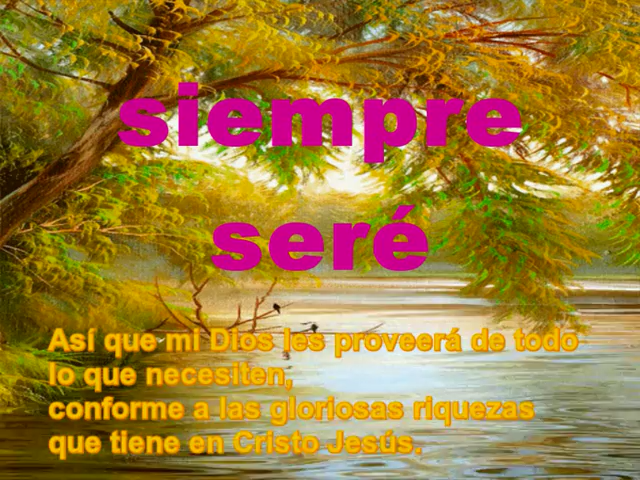 siempre
seré
Así que mi Dios les proveerá de todo
lo que necesiten,
conforme a las gloriosas riquezas
que tiene en Cristo Jesús.